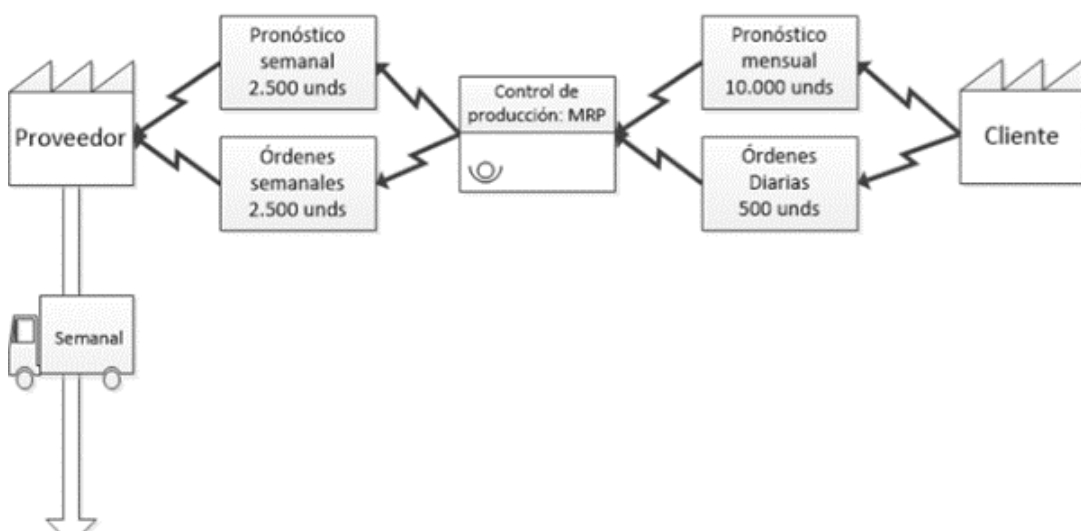 Pronóstico
semanal
2.500 unds
Pronóstico
mensual
10.000 unds
Control de
producción: MRP
Proveedor
Cliente
Órdenes
semanales
2.500 unds
Órdenes
Diarias
500 unds
Semanal